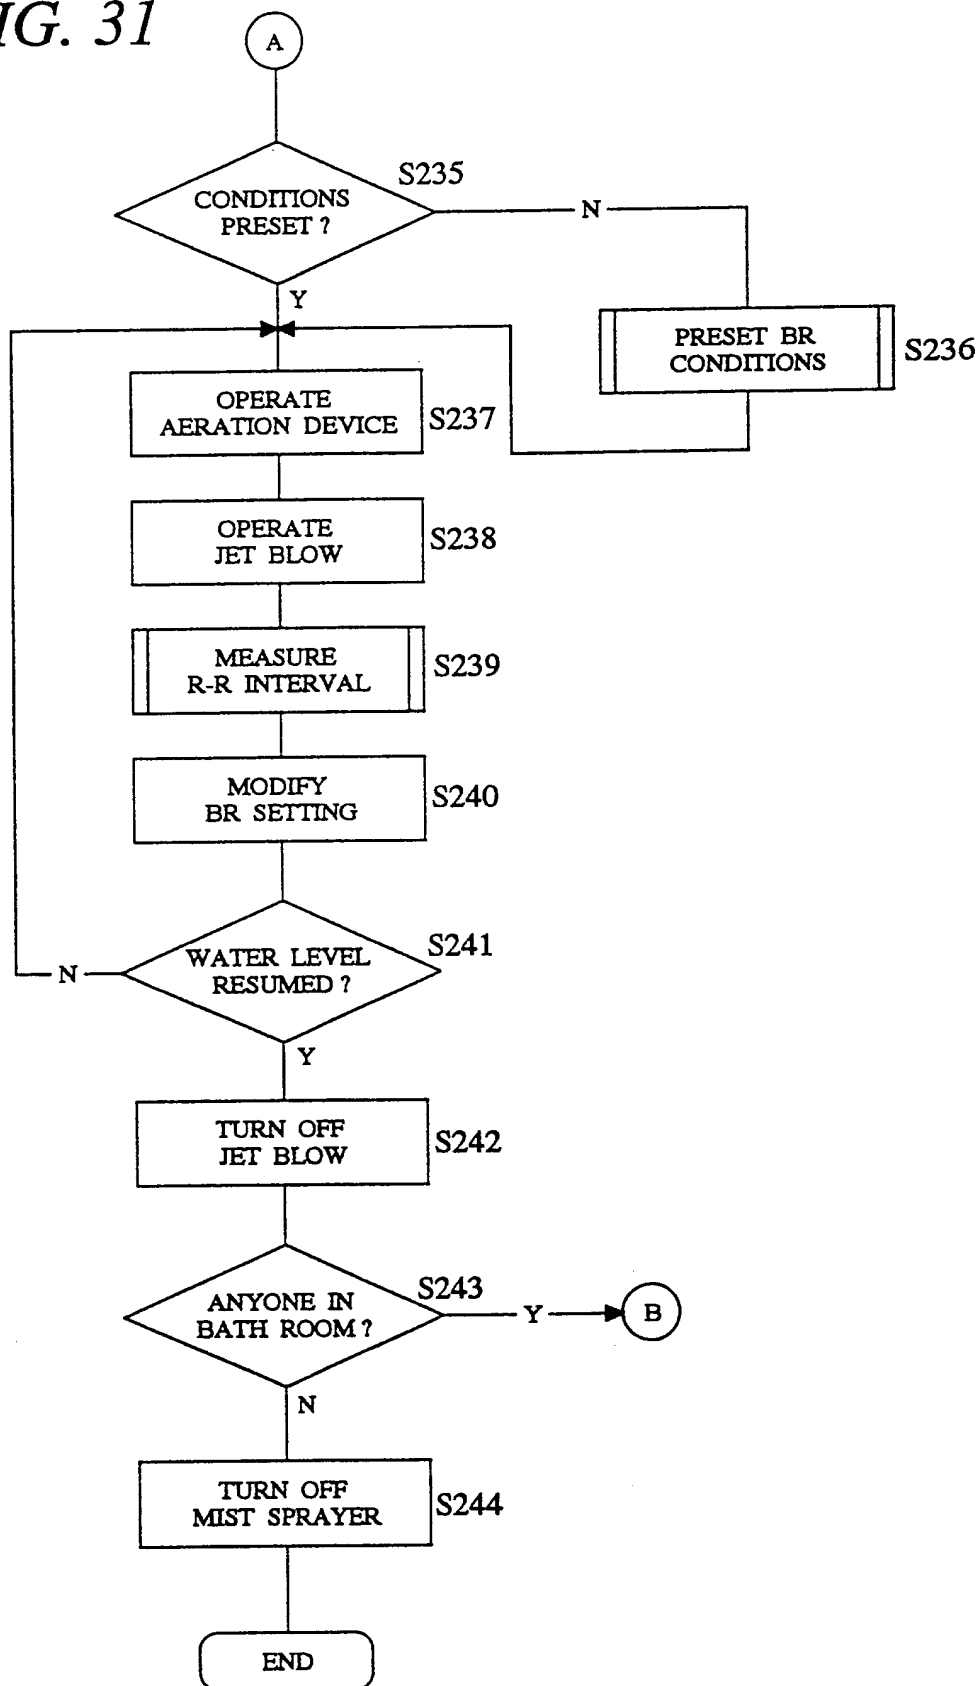 IG. 31
A
CONDITIONS
PRESET ?
S235
N
Y
PRESET BR
CONDITIONS
S236
OPERATE
AERATION DEVICE
S237
OPERATE
JET BLOW
S238
MEASURE
R-R INTERVAL
S239
MODIFY
BR SETTING
S240
WATER LEVEL
RESUMED ?
S241
N
Y
TURN OFF
JET BLOW
S242
ANYONE IN
BATH ROOM ?
S243
Y
B
N
TURN OFF
MIST SPRAYER
S244
END